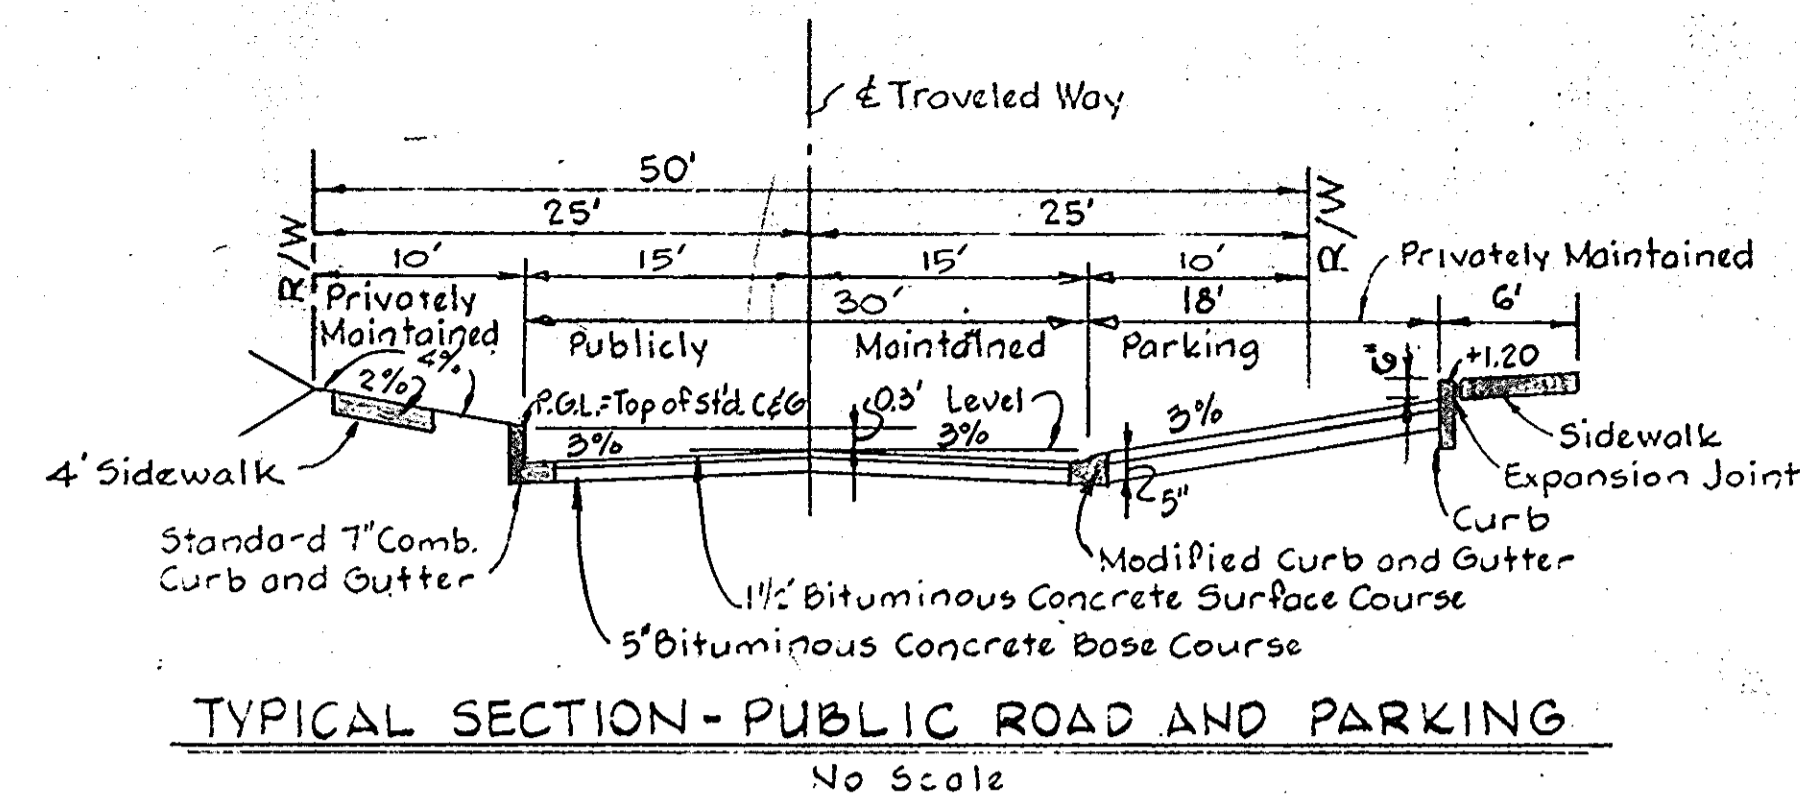 ℄ Traveled Way
50'
25' 25'
R/W R/W
10' 15' 15' 10' Privately Maintained
Privately 30' 18' 6'
Maintained Publicly Maintained Parking
4% 2% P.G.L.=Top of St'd. C&G 0.3' Level 3% +1.20
3% 3%
4' Sidewalk 5" Sidewalk
Expansion Joint
Curb
Standard 7" Comb. Modified Curb and Gutter
Curb and Gutter
1½" Bituminous Concrete Surface Course
5" Bituminous Concrete Base Course
TYPICAL SECTION - PUBLIC ROAD AND PARKING
No Scale